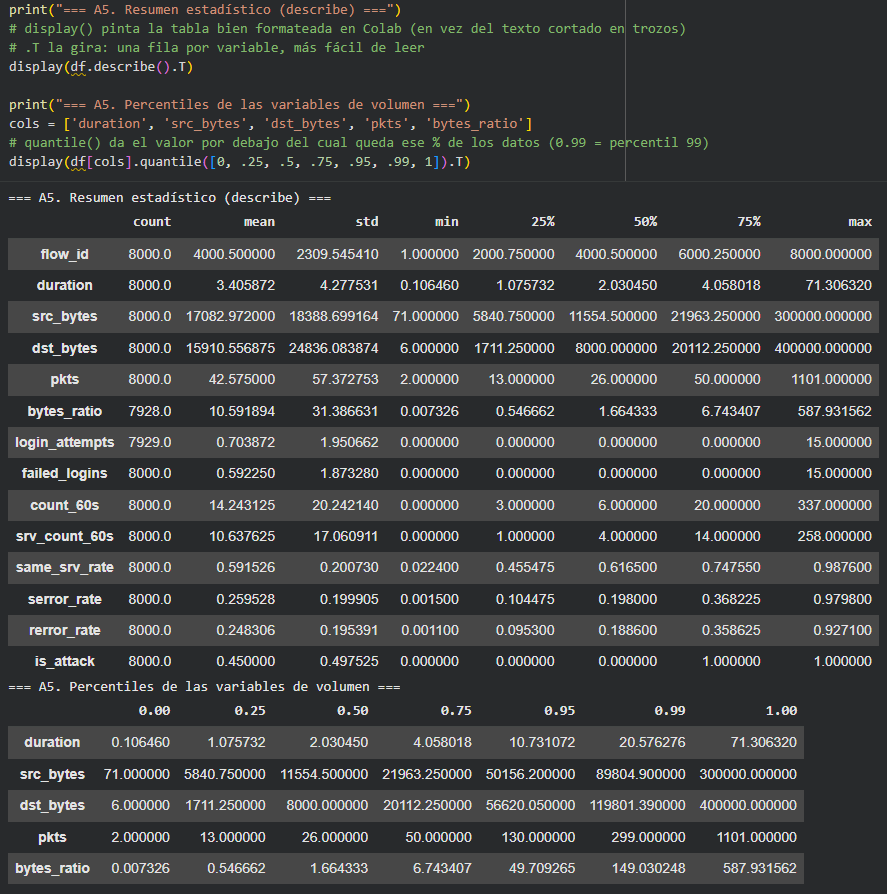 print("=== A5. Resumen estadístico (describe) ===")
# display() pinta la tabla bien formateada en Colab (en vez del texto cortado en trozos)
# .T la gira: una fila por variable, más fácil de leer
display(df.describe().T)
print("=== A5. Percentiles de las variables de volumen ===")
cols = ['duration', 'src_bytes', 'dst_bytes', 'pkts', 'bytes_ratio']
# quantile() da el valor por debajo del cual queda ese % de los datos (0.99 = percentil 99)
display(df[cols].quantile([0, .25, .5, .75, .95, .99, 1]).T)
=== A5. Resumen estadístico (describe) ===
count mean std min 25% 50% 75% max
flow_id 8000.0 4000.500000 2309.545410 1.000000 2000.750000 4000.500000 6000.250000 8000.000000
duration 8000.0 3.405872 4.277531 0.106460 1.075732 2.030450 4.058018 71.306320
src_bytes 8000.0 17082.972000 18388.699164 71.000000 5840.750000 11554.500000 21963.250000 300000.000000
dst_bytes 8000.0 15910.556875 24836.083874 6.000000 1711.250000 8000.000000 20112.250000 400000.000000
pkts 8000.0 42.575000 57.372753 2.000000 13.000000 26.000000 50.000000 1101.000000
bytes_ratio 7928.0 10.591894 31.386631 0.007326 0.546662 1.664333 6.743407 587.931562
login_attempts 7929.0 0.703872 1.950662 0.000000 0.000000 0.000000 0.000000 15.000000
failed_logins 8000.0 0.592250 1.873280 0.000000 0.000000 0.000000 0.000000 15.000000
count_60s 8000.0 14.243125 20.242140 0.000000 3.000000 6.000000 20.000000 337.000000
srv_count_60s 8000.0 10.637625 17.060911 0.000000 1.000000 4.000000 14.000000 258.000000
same_srv_rate 8000.0 0.591526 0.200730 0.022400 0.455475 0.616500 0.747550 0.987600
serror_rate 8000.0 0.259528 0.199905 0.001500 0.104475 0.198000 0.368225 0.979800
rerror_rate 8000.0 0.248306 0.195391 0.001100 0.095300 0.188600 0.358625 0.927100
is_attack 8000.0 0.450000 0.497525 0.000000 0.000000 0.000000 1.000000 1.000000
=== A5. Percentiles de las variables de volumen ===
0.00 0.25 0.50 0.75 0.95 0.99 1.00
duration 0.106460 1.075732 2.030450 4.058018 10.731072 20.576276 71.306320
src_bytes 71.000000 5840.750000 11554.500000 21963.250000 50156.200000 89804.900000 300000.000000
dst_bytes 6.000000 1711.250000 8000.000000 20112.250000 56620.050000 119801.390000 400000.000000
pkts 2.000000 13.000000 26.000000 50.000000 130.000000 299.000000 1101.000000
bytes_ratio 0.007326 0.546662 1.664333 6.743407 49.709265 149.030248 587.931562